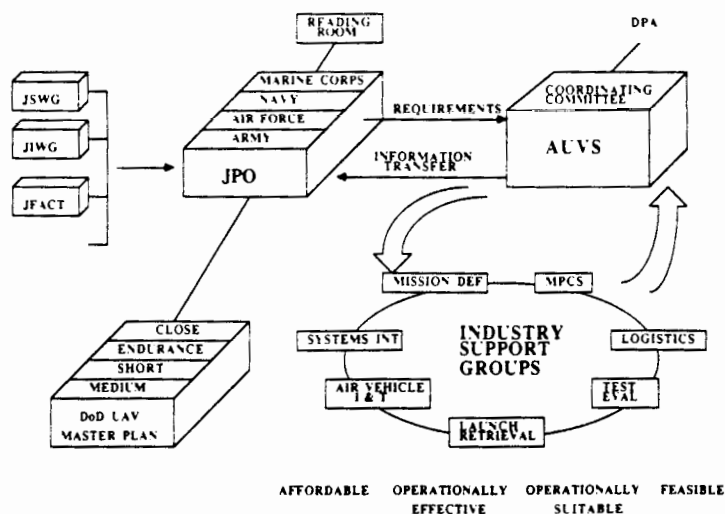 READING
ROOM
DPA
JSWG
JIWG
JFACT
MARINE CORPS
NAVY
AIR FORCE
ARMY
JPO
REQUIREMENTS
INFORMATION
TRANSFER
COORDINATING
COMMITTEE
AUVS
MISSION DEF
MPCS
SYSTEMS INT
INDUSTRY
SUPPORT
GROUPS
LOGISTICS
AIR VEHICLE
I & T
TEST
EVAL
LAUNCH
RETRIEVAL
CLOSE
ENDURANCE
SHORT
MEDIUM
DoD UAV
MASTER PLAN
AFFORDABLE OPERATIONALLY OPERATIONALLY FEASIBLE
EFFECTIVE SUITABLE